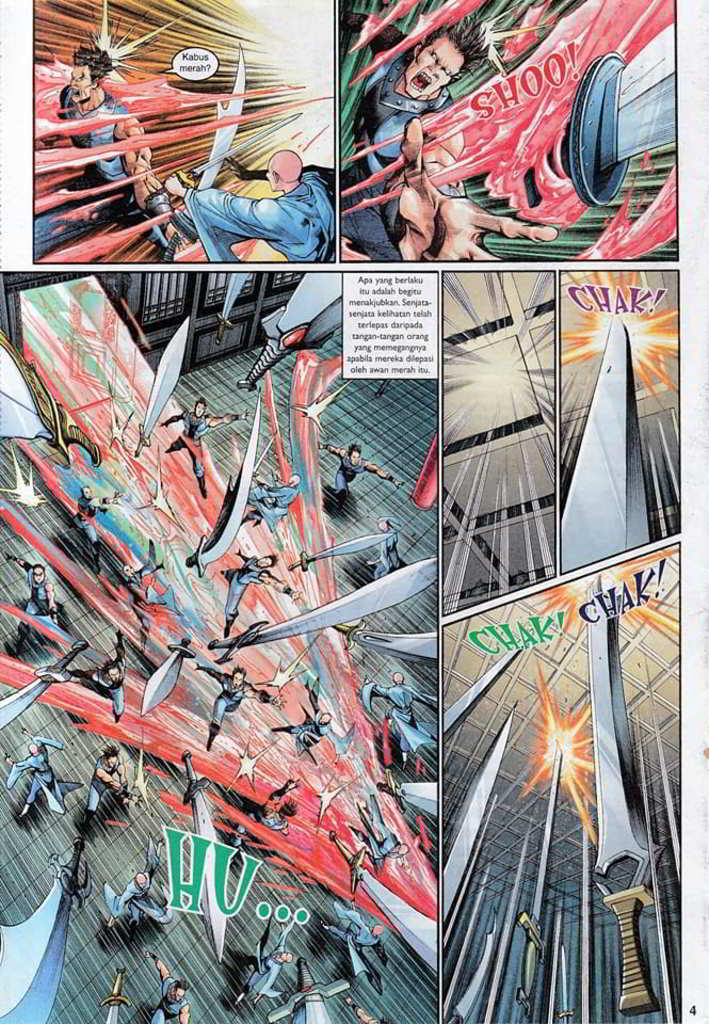 Kabus
merah?
SHOO!
Apa yang berlaku
itu adalah begitu
menakjubkan. Senjata-
senjata kelihatan telah
terlepas daripada
tangan-tangan orang
yang memegangnya
apabila mereka dilepasi
oleh awan merah itu.
CHAK!
HU...
CHAK!
CHAK!
4